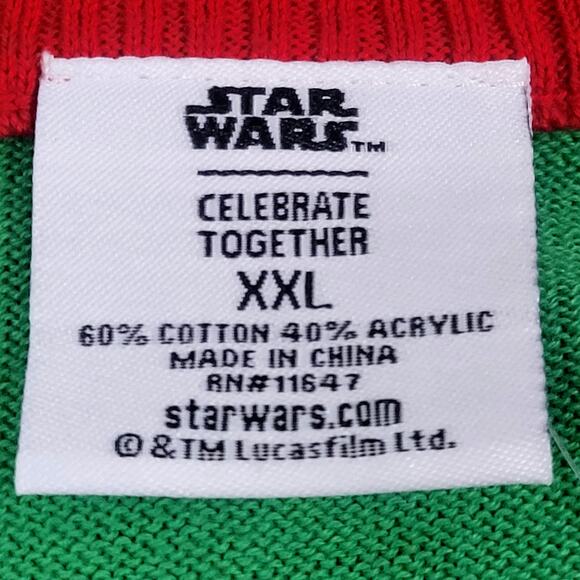 STAR
WARS™
CELEBRATE
TOGETHER
XXL
60% COTTON 40% ACRYLIC
MADE IN CHINA
RN#11647
starwars.com
© &TM Lucasfilm Ltd.